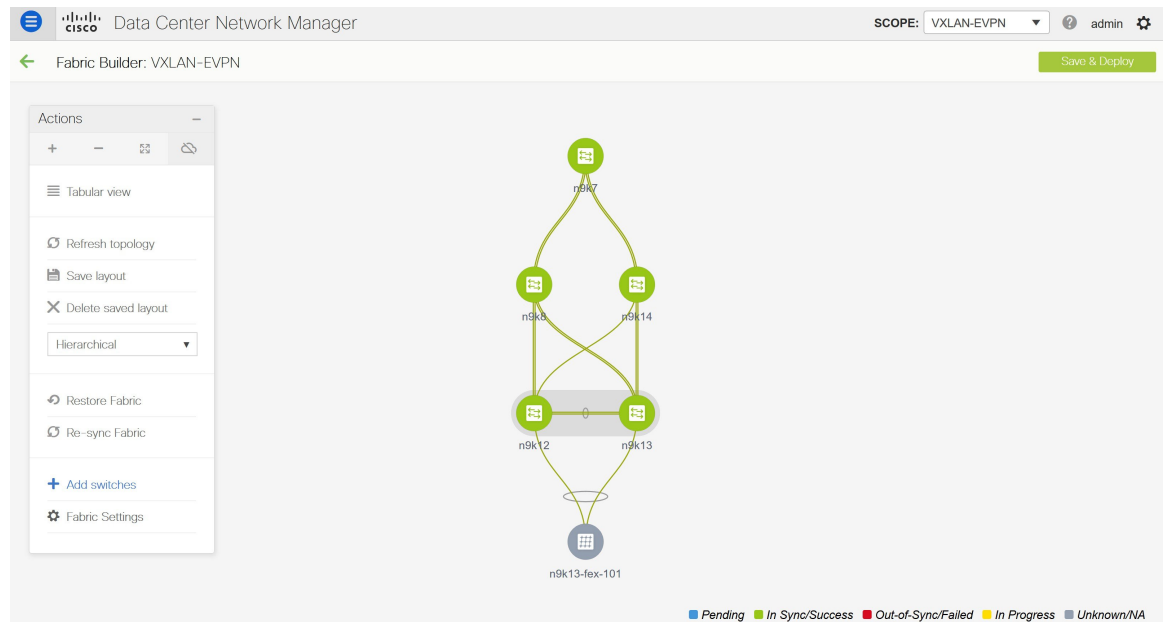 cisco Data Center Network Manager
SCOPE: VXLAN-EVPN ? admin
Fabric Builder: VXLAN-EVPN
Save & Deploy
Actions
Tabular view
Refresh topology
Save layout
Delete saved layout
Hierarchical
Restore Fabric
Re-sync Fabric
Add switches
Fabric Settings
n9k7
n9k8
n9k14
n9k12
n9k13
n9k13-fex-101
Pending In Sync/Success Out-of-Sync/Failed In Progress Unknown/NA